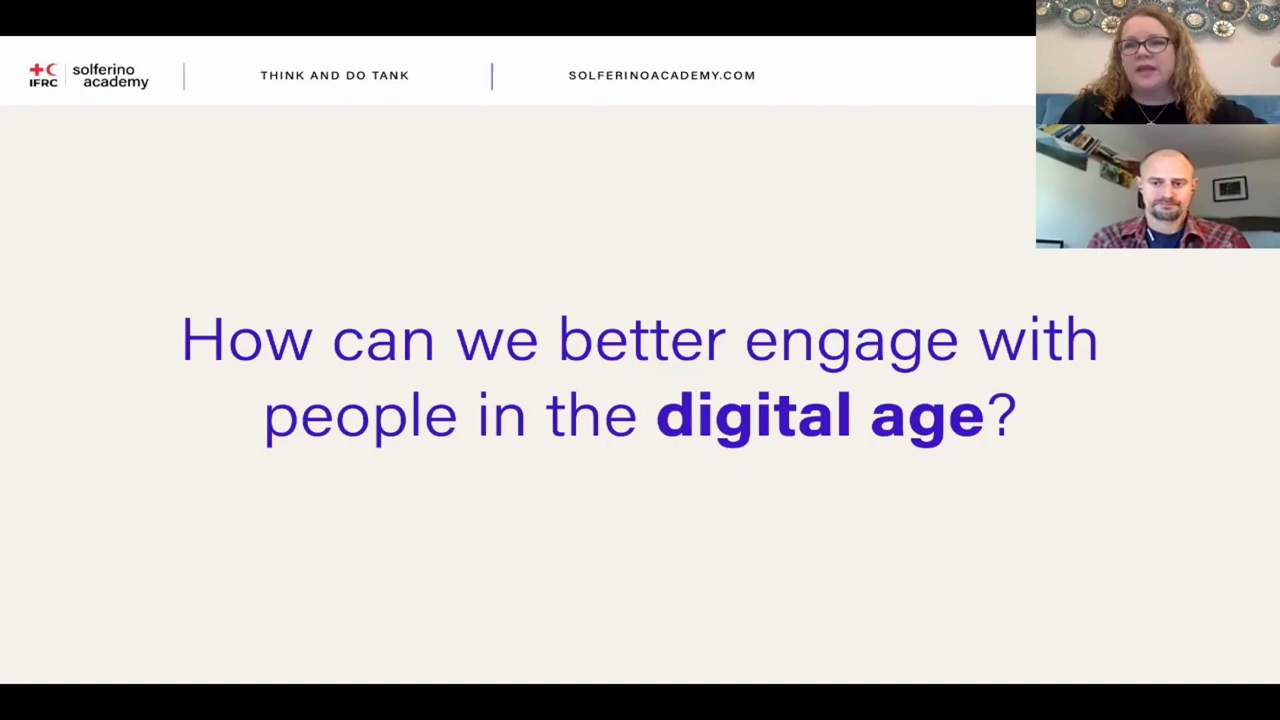 IFRC
solferino
academy
THINK AND DO TANK
SOLFERINOACADEMY.COM
How can we better engage with
people in the digital age?